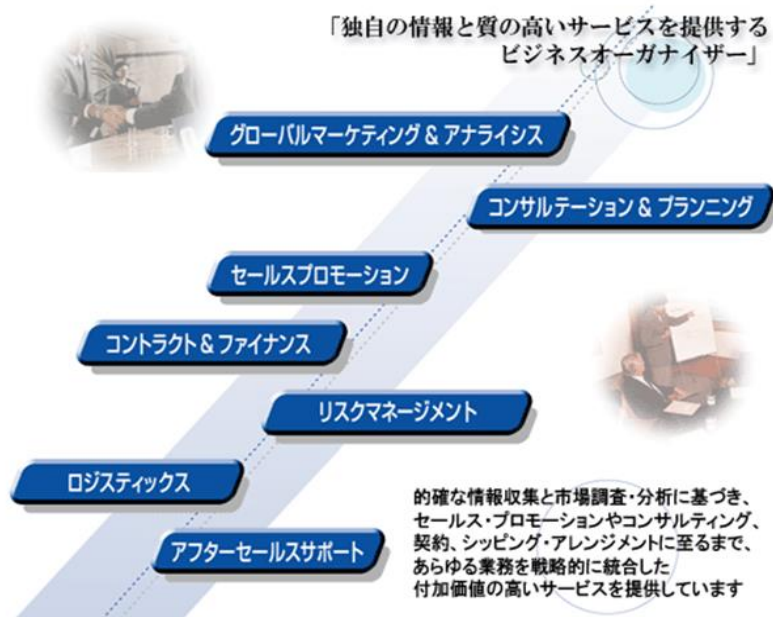 「独自の情報と質の高いサービスを提供する
ビジネスオーガナイザー」
グローバルマーケティング & アナライシス
コンサルテーション & プランニング
セールスプロモーション
コントラクト & ファイナンス
リスクマネージメント
ロジスティックス
アフターセールスサポート
的確な情報収集と市場調査・分析に基づき、
セールス・プロモーションやコンサルティング、
契約、シッピング・アレンジメントに至るまで、
あらゆる業務を戦略的に統合した
付加価値の高いサービスを提供しています